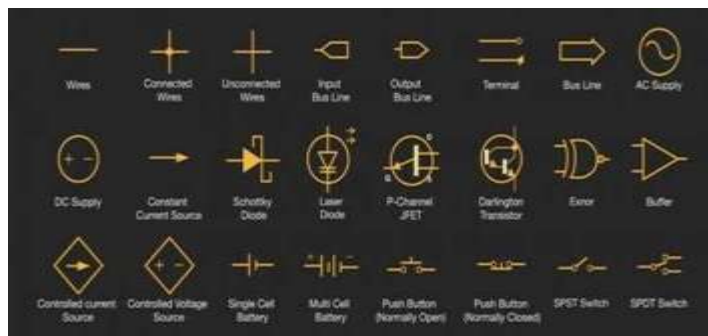 Wires
Connected
Wires
Unconnected
Wires
Input
Bus Line
Output
Bus Line
Terminal
Bus Line
AC Supply
DC Supply
Constant
Current Source
Schottky
Diode
Laser
Diode
P-Channel
JFET
Darlington
Transistor
Exnor
Buffer
Controlled current
Source
Controlled Voltage
Source
Single Cell
Battery
Multi Cell
Battery
Push Button
(Normally Open)
Push Button
(Normally Closed)
SPST Switch
SPDT Switch